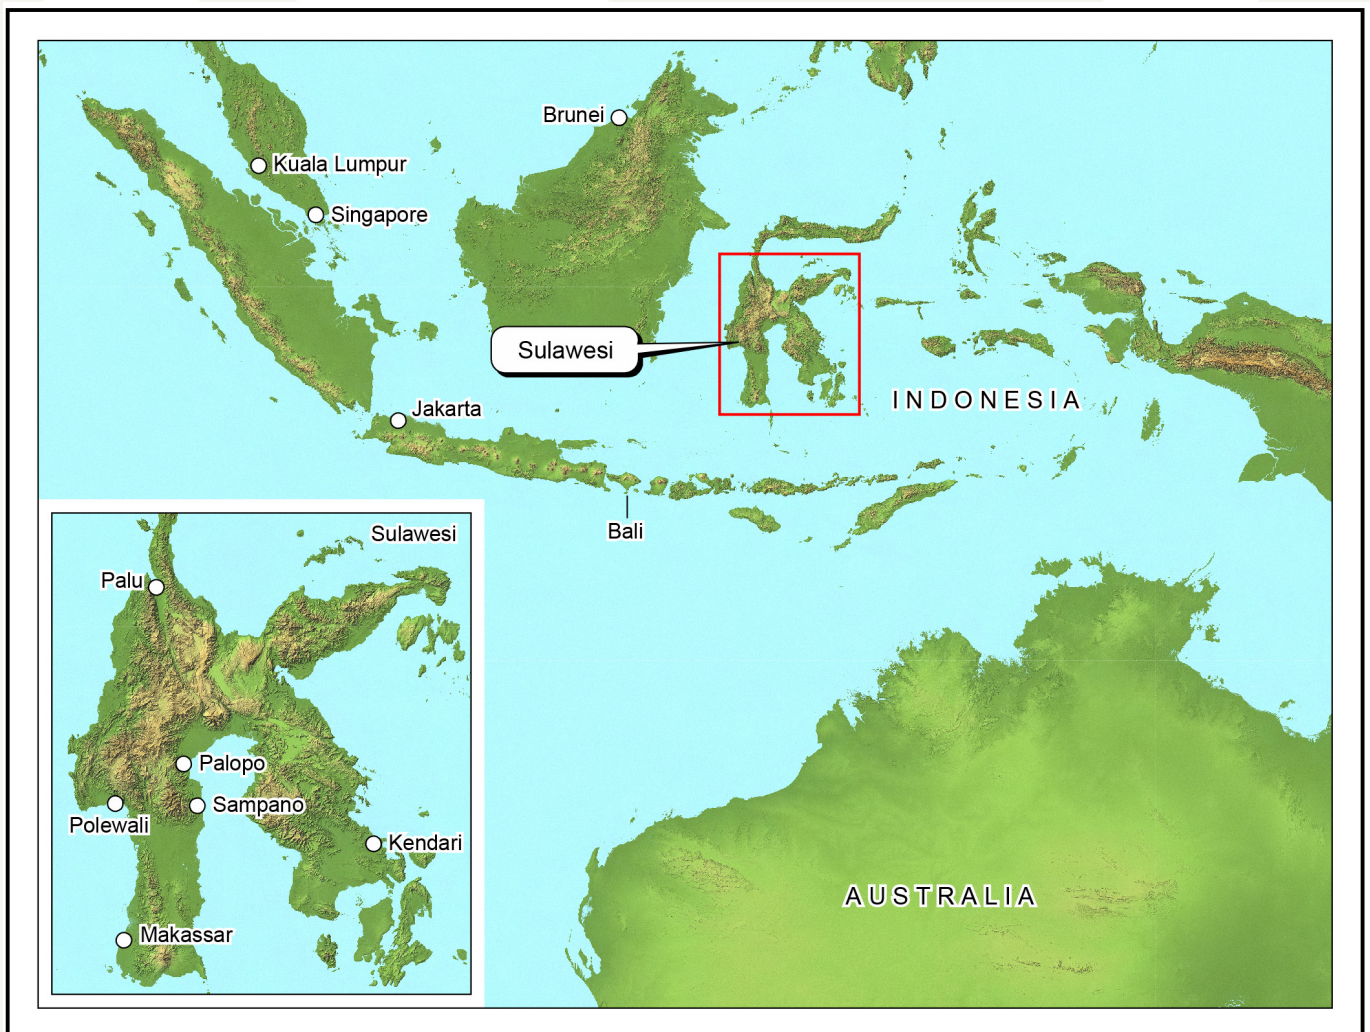 Brunei
Kuala Lumpur
Singapore
Sulawesi
INDONESIA
Jakarta
Bali
Sulawesi
Palu
Palopo
Sampano
Polewali
Kendari
Makassar
AUSTRALIA